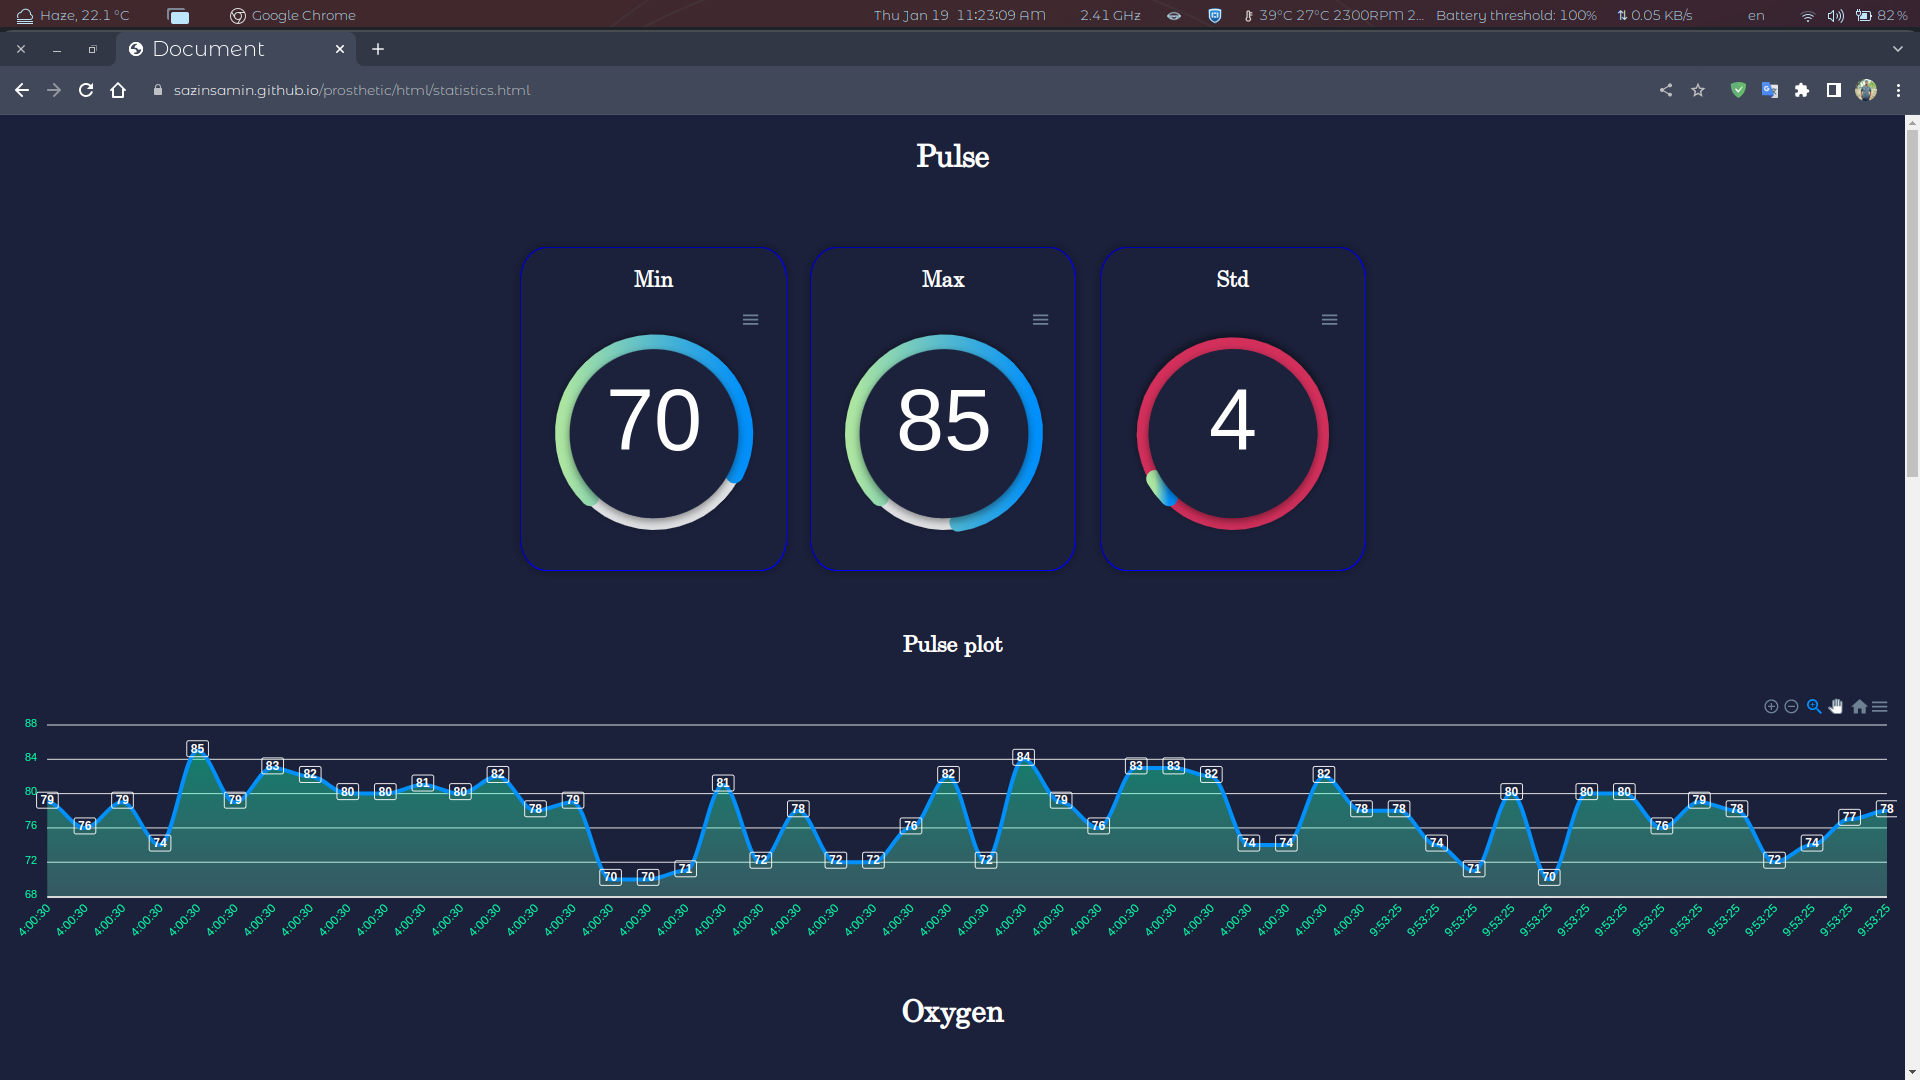 Haze, 22.1 °C Google Chrome Thu Jan 19 11:23:09 AM 2.41 GHz 39°C 27°C 2300RPM 2... Battery threshold: 100% ⇅ 0.05 KB/s en 82 %
Document
sazinsamin.github.io/prosthetic/html/statistics.html
Pulse
Min Max Std
70 85 4
Pulse plot
88
84
80
76
72
68
79 76 79 74 85 79 83 82 80 80 81 80 82 78 79 70 70 71 81 72 78 72 72 76 82 72 84 79 76 83 83 82 74 74 82 78 78 74 71 80 70 80 80 76 79 78 72 74 77 78
4:00:30 4:00:30 4:00:30 4:00:30 4:00:30 4:00:30 4:00:30 4:00:30 4:00:30 4:00:30 4:00:30 4:00:30 4:00:30 4:00:30 4:00:30 4:00:30 4:00:30 4:00:30 4:00:30 4:00:30 4:00:30 4:00:30 4:00:30 4:00:30 4:00:30 4:00:30 4:00:30 4:00:30 4:00:30 4:00:30 4:00:30 4:00:30 4:00:30 4:00:30 4:00:30 4:00:30 9:53:25 9:53:25 9:53:25 9:53:25 9:53:25 9:53:25 9:53:25 9:53:25 9:53:25 9:53:25 9:53:25 9:53:25 9:53:25 9:53:25
Oxygen